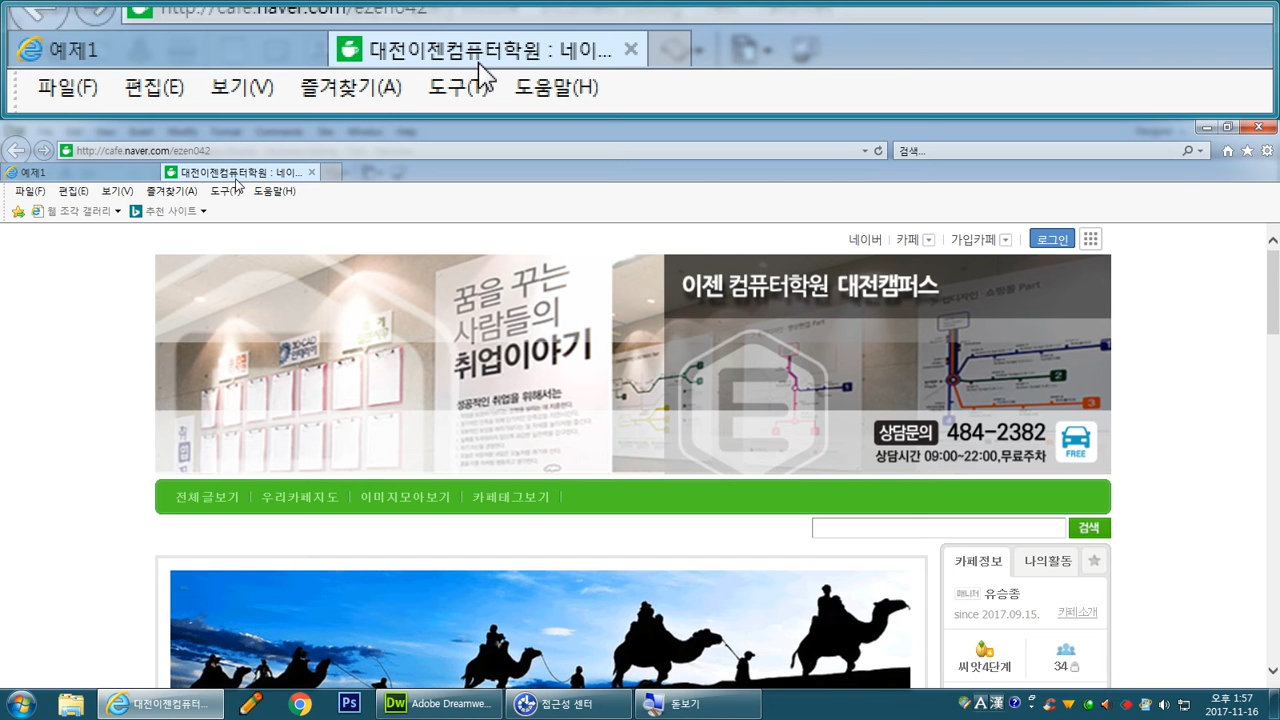 http://cafe.naver.com/ezen042
예제1
대전이젠컴퓨터학원 : 네이...
파일(F) 편집(E) 보기(V) 즐겨찾기(A) 도구(T) 도움말(H)
http://cafe.naver.com/ezen042
검색...
예제1
대전이젠컴퓨터학원 : 네이...
파일(F) 편집(E) 보기(V) 즐겨찾기(A) 도구(T) 도움말(H)
웹 조각 갤러리 추천 사이트
네이버 카페 가입카페 로그인
꿈을 꾸는
사람들의
취업이야기
성공적인 취업을 위해서는
이젠 컴퓨터학원 대전캠퍼스
상담문의 484-2382
상담시간 09:00~22:00,무료주차
FREE
전체글보기 우리카페지도 이미지모아보기 카페태그보기
검색
카페정보 나의활동
매니저 유승종
since 2017.09.15. 카페소개
씨앗4단계 34
대전이젠컴퓨터학...
Ps
Dw Adobe Dreamwe...
접근성 센터
돋보기
A 漢
오후 1:57
2017-11-16